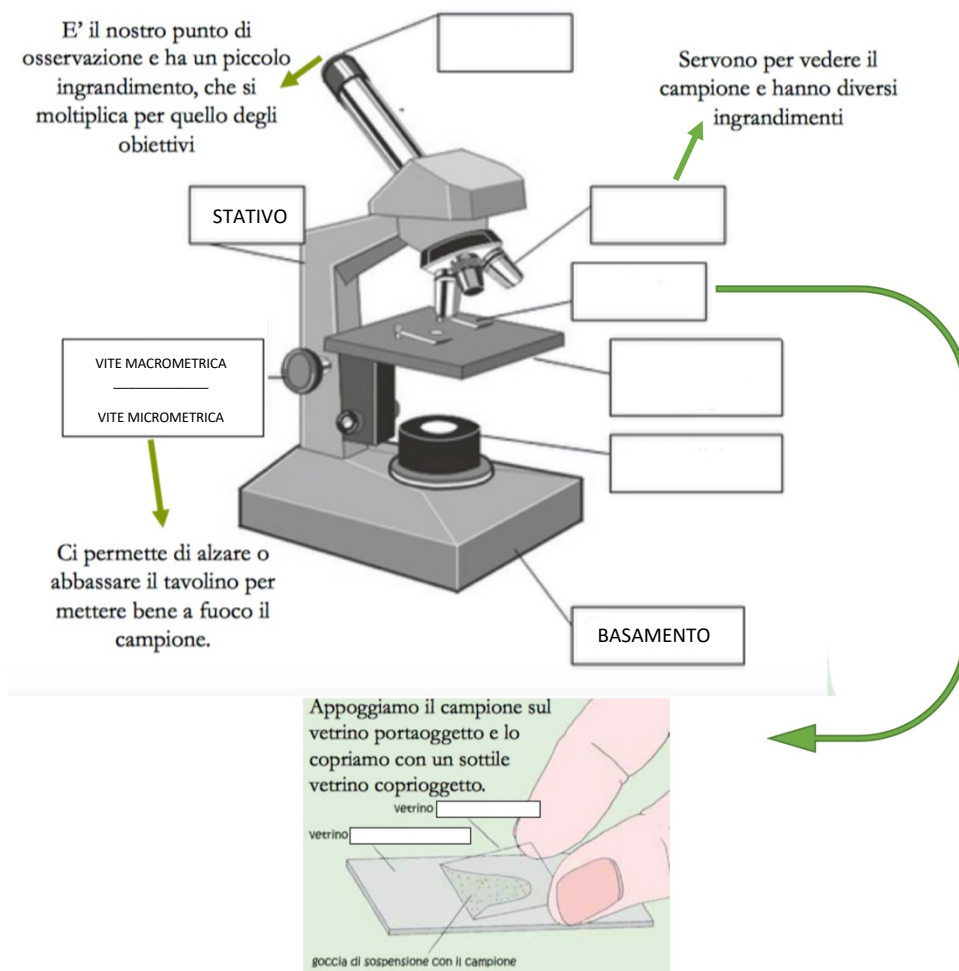 E' il nostro punto di
osservazione e ha un piccolo
ingrandimento, che si
moltiplica per quello degli
obiettivi
Servono per vedere il
campione e hanno diversi
ingrandimenti
STATIVO
VITE MACROMETRICA
VITE MICROMETRICA
Ci permette di alzare o
abbassare il tavolino per
mettere bene a fuoco il
campione.
BASAMENTO
Appoggiamo il campione sul
vetrino portaoggetto e lo
copriamo con un sottile
vetrino coprioggetto.
vetrino
vetrino
goccia di sospensione con il campione